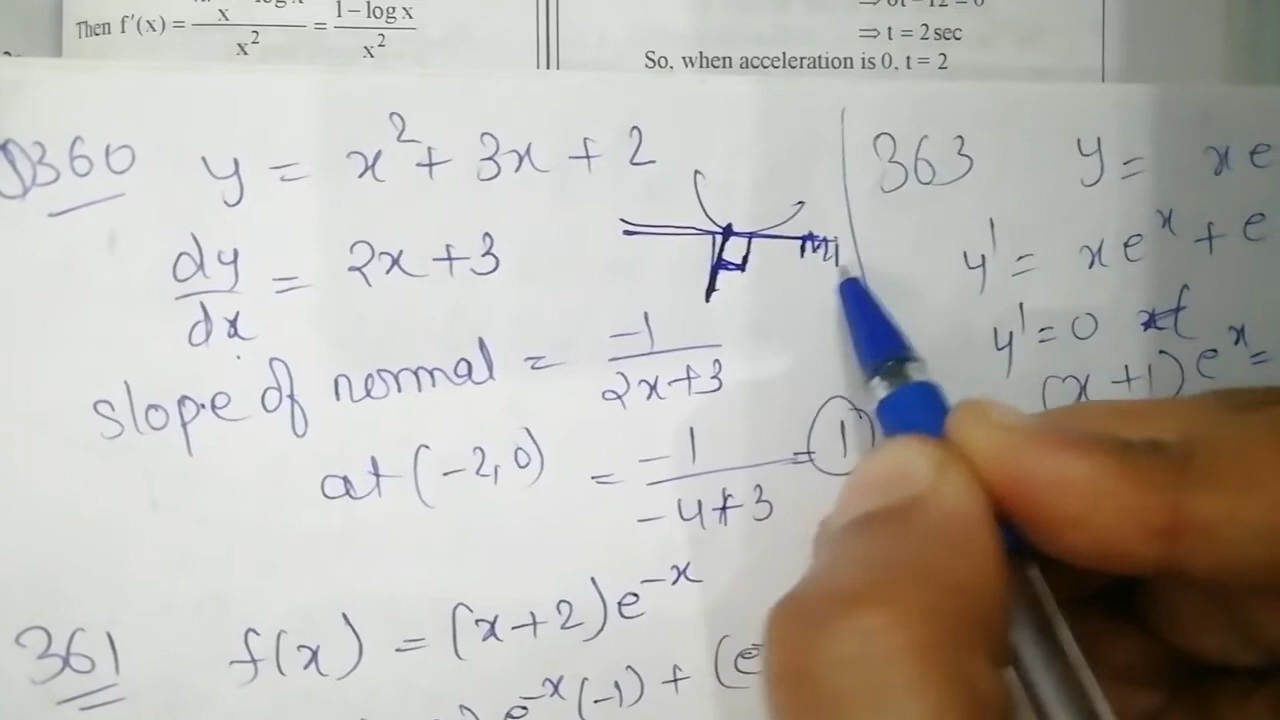 Then f'(x) = x / x² = 1 – log x / x²
⇒ t = 2 sec
So, when acceleration is 0, t = 2
360 y = x² + 3x + 2
dy/dx = 2x + 3
slope of normal = -1/2x+3
at (-2, 0) = -1/-4+3 = 1
361 f(x) = (x+2)e^-x
e^-x (-1) + (e
363 y = xe
y' = xe^x + e
y' = 0 at
(x+1)e^x =